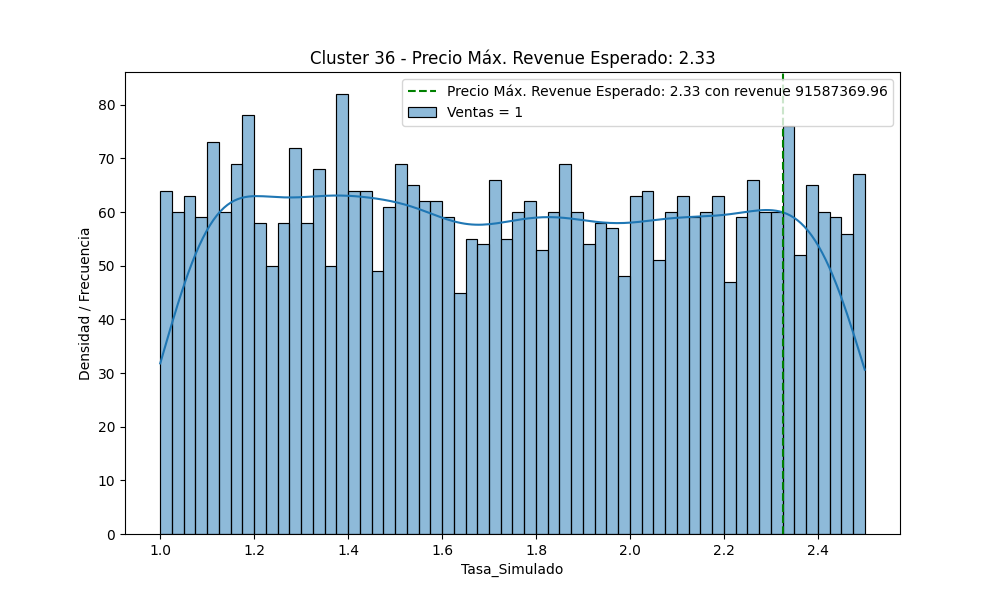 Cluster 36 - Precio Máx. Revenue Esperado: 2.33
Precio Máx. Revenue Esperado: 2.33 con revenue 91587369.96
Ventas = 1
Densidad / Frecuencia
80
70
60
50
40
30
20
10
0
1.0 1.2 1.4 1.6 1.8 2.0 2.2 2.4
Tasa_Simulado